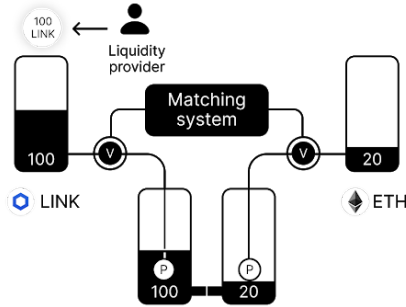 100
LINK
Liquidity
provider
Matching
system
100
V
V
20
LINK
ETH
P
P
100
20